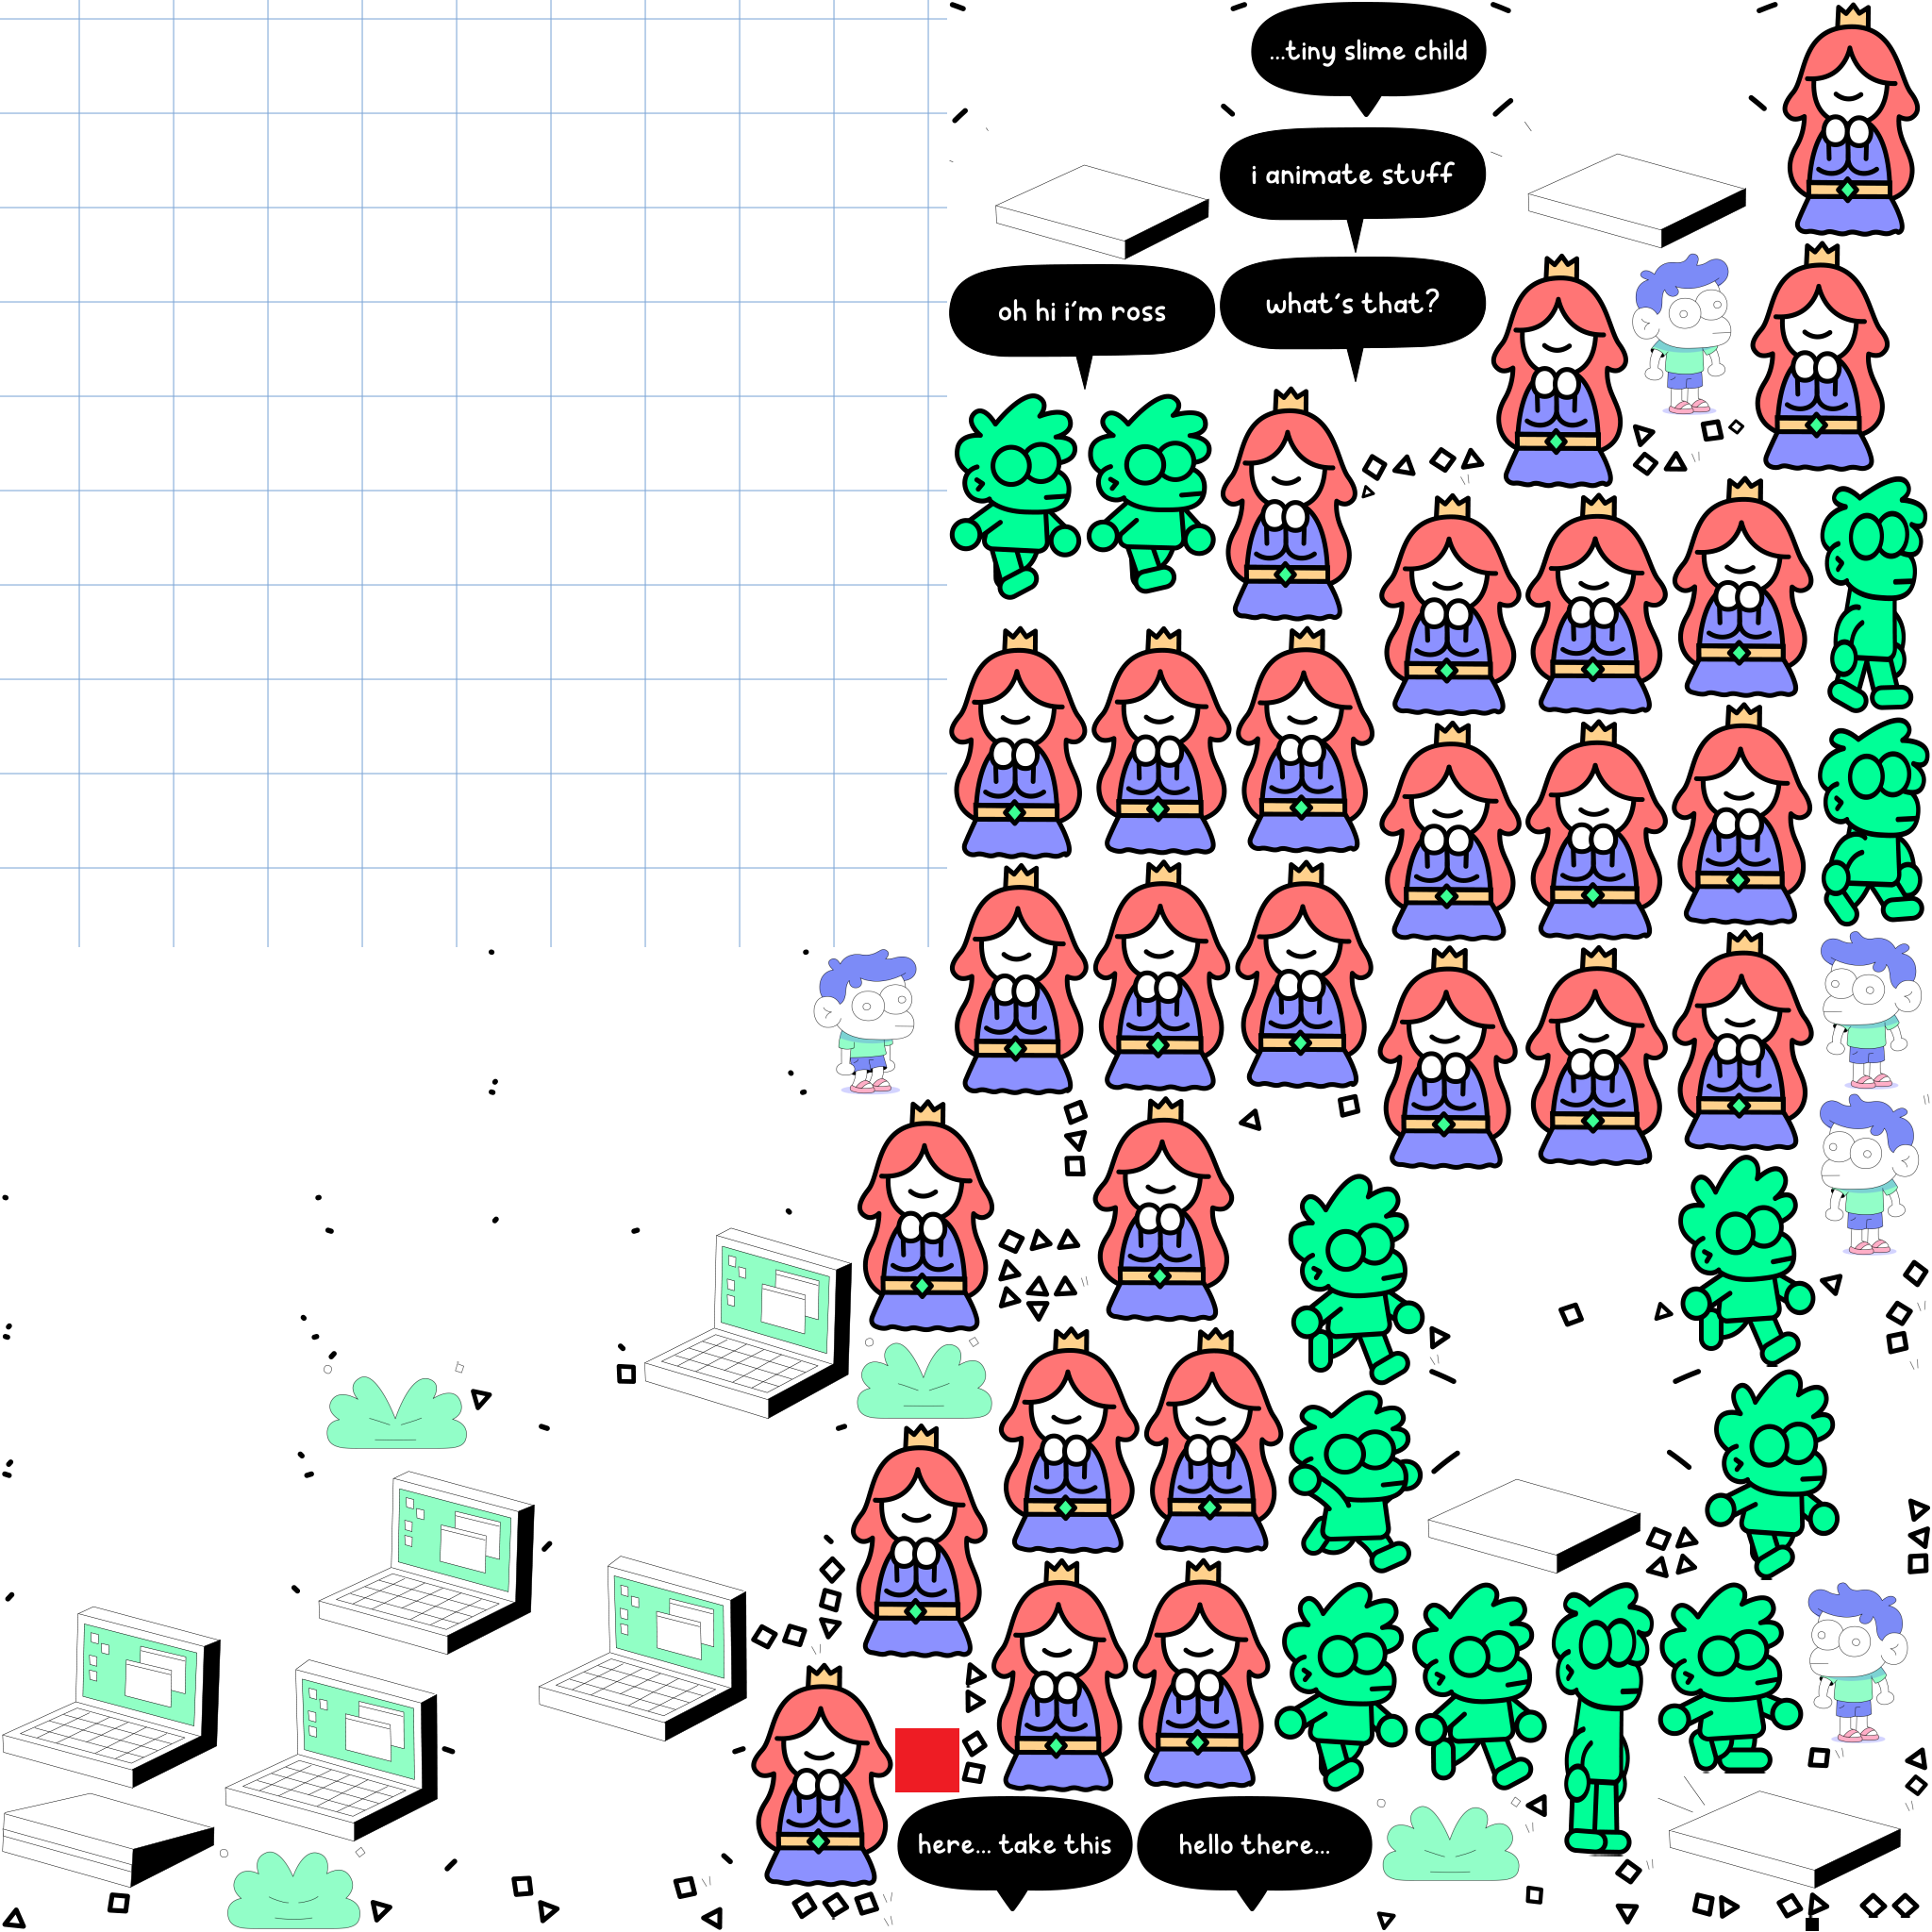 ...tiny slime child
i animate stuff
oh hi i'm ross
what's that?
here... take this
hello there...